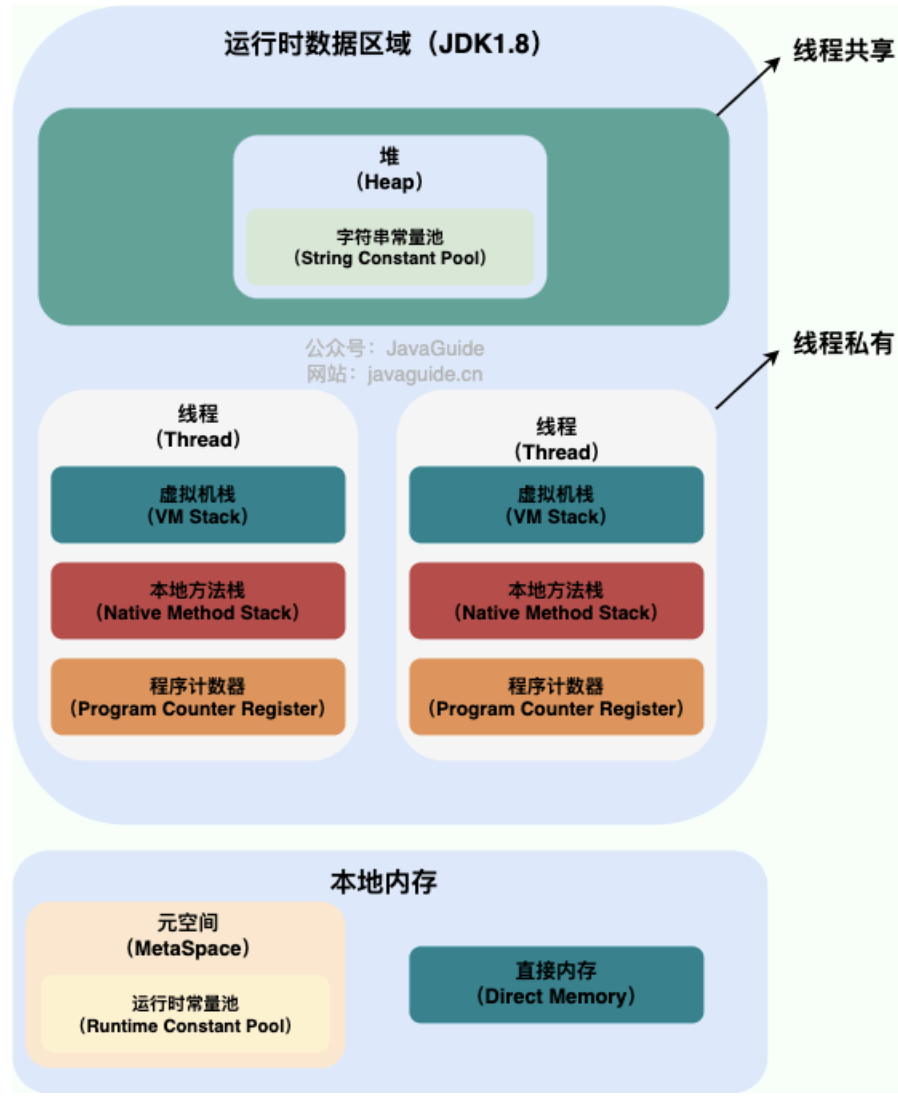 运行时数据区域（JDK1.8）
线程共享
堆
（Heap）
字符串常量池
（String Constant Pool）
公众号：JavaGuide
网站：javaguide.cn
线程私有
线程
（Thread）
虚拟机栈
（VM Stack）
本地方法栈
（Native Method Stack）
程序计数器
（Program Counter Register）
线程
（Thread）
虚拟机栈
（VM Stack）
本地方法栈
（Native Method Stack）
程序计数器
（Program Counter Register）
本地内存
元空间
（MetaSpace）
运行时常量池
（Runtime Constant Pool）
直接内存
（Direct Memory）